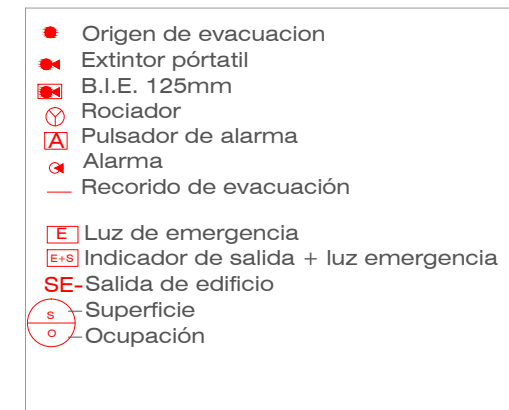 Origen de evacuacion
Extintor pórtatil
B.I.E. 125mm
Rociador
A Pulsador de alarma
Alarma
Recorido de evacuación
E Luz de emergencia
E+S Indicador de salida + luz emergencia
SE- Salida de edificio
S Superficie
O Ocupación